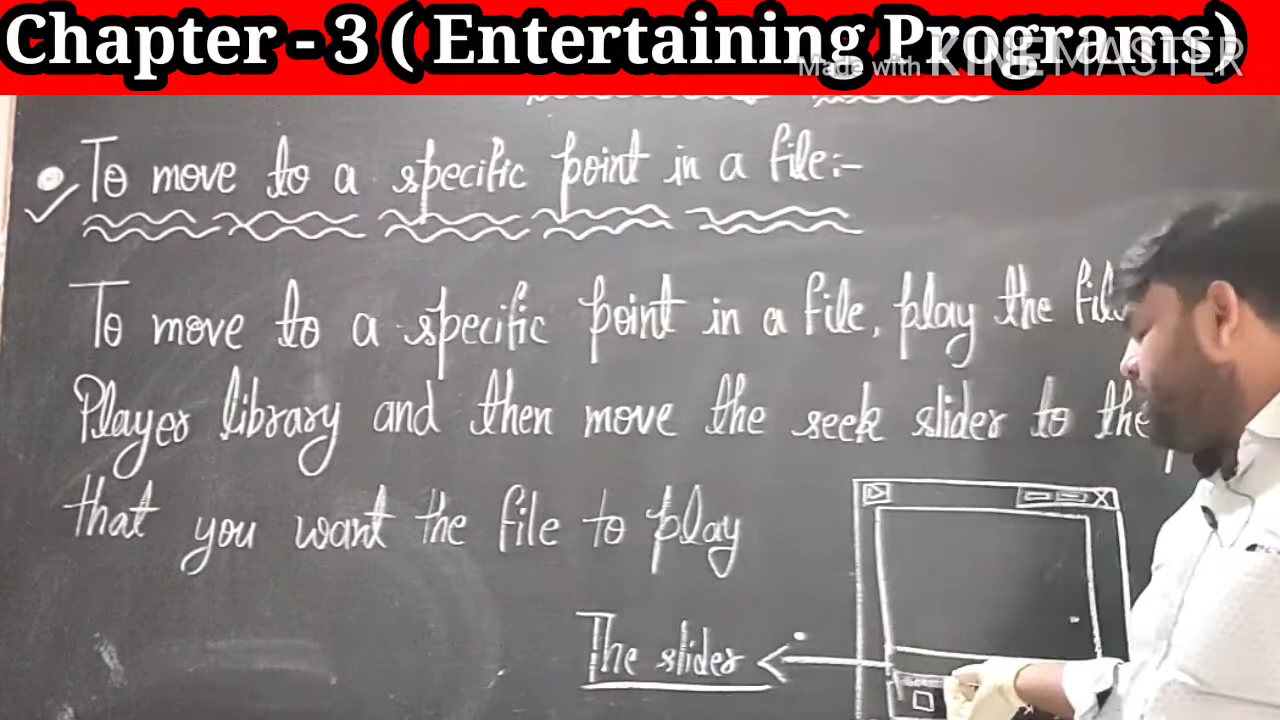 Chapter - 3 ( Entertaining Programs)
Made with KINEMASTER
To move to a specific point in a file:-
To move to a specific point in a file, play the file
Player library and then move the seek slider to the
that you want the file to play
The slider